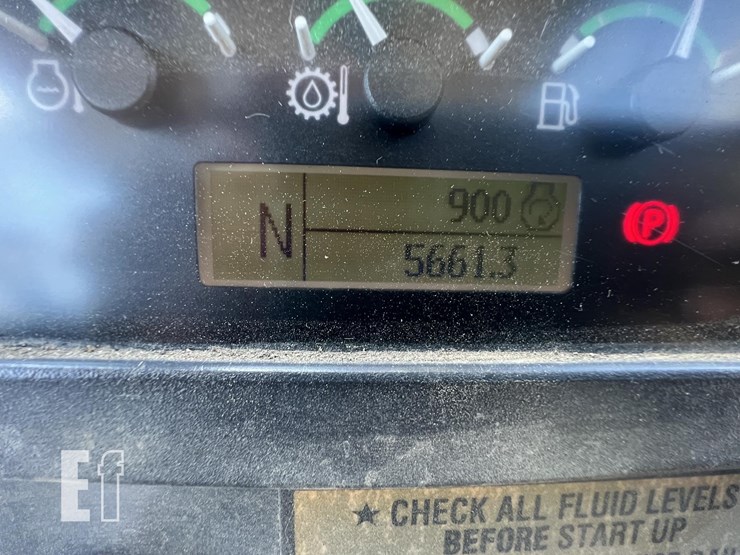 N
900
5661.3
P
Ef
★ CHECK ALL FLUID LEVELS
BEFORE START UP